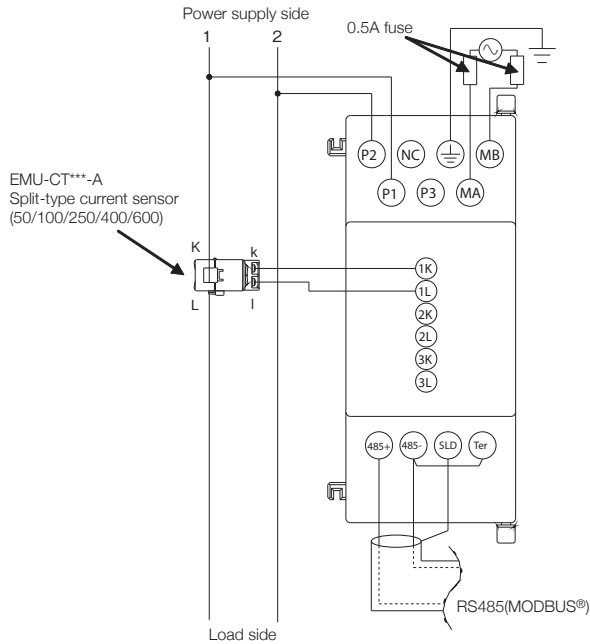 Power supply side
1
2
0.5A fuse
P2
NC
MB
P1
P3
MA
EMU-CT***-A
Split-type current sensor
(50/100/250/400/600)
K
k
L
l
1K
1L
2K
2L
3K
3L
485+
485-
SLD
Ter
RS485(MODBUS®)
Load side